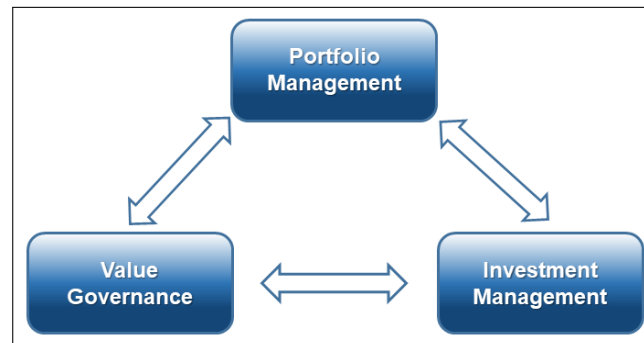 Portfolio
Management
Value
Governance
Investment
Management